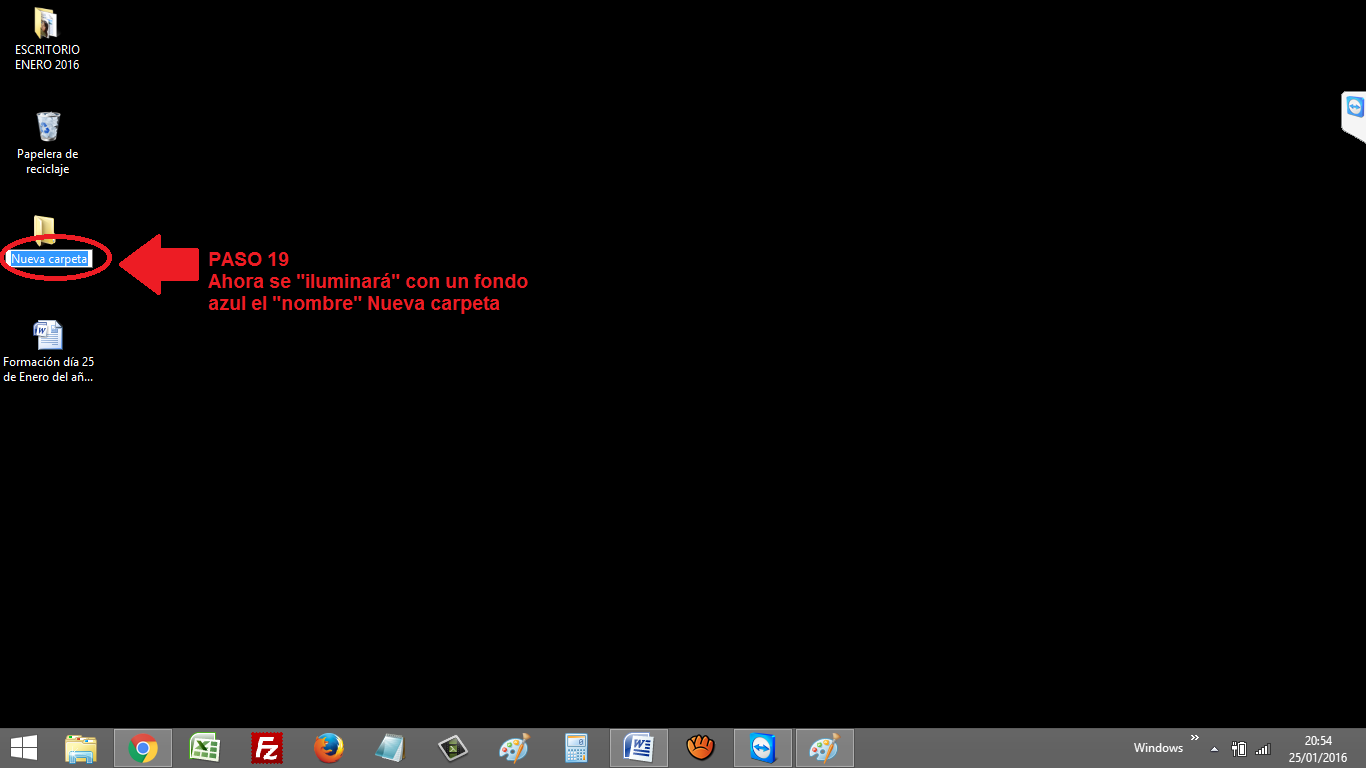 ESCRITORIO
ENERO 2016
Papelera de
reciclaje
Nueva carpeta
PASO 19
Ahora se "iluminará" con un fondo
azul el "nombre" Nueva carpeta
Formación día 25
de Enero del añ...
Windows
20:54
25/01/2016